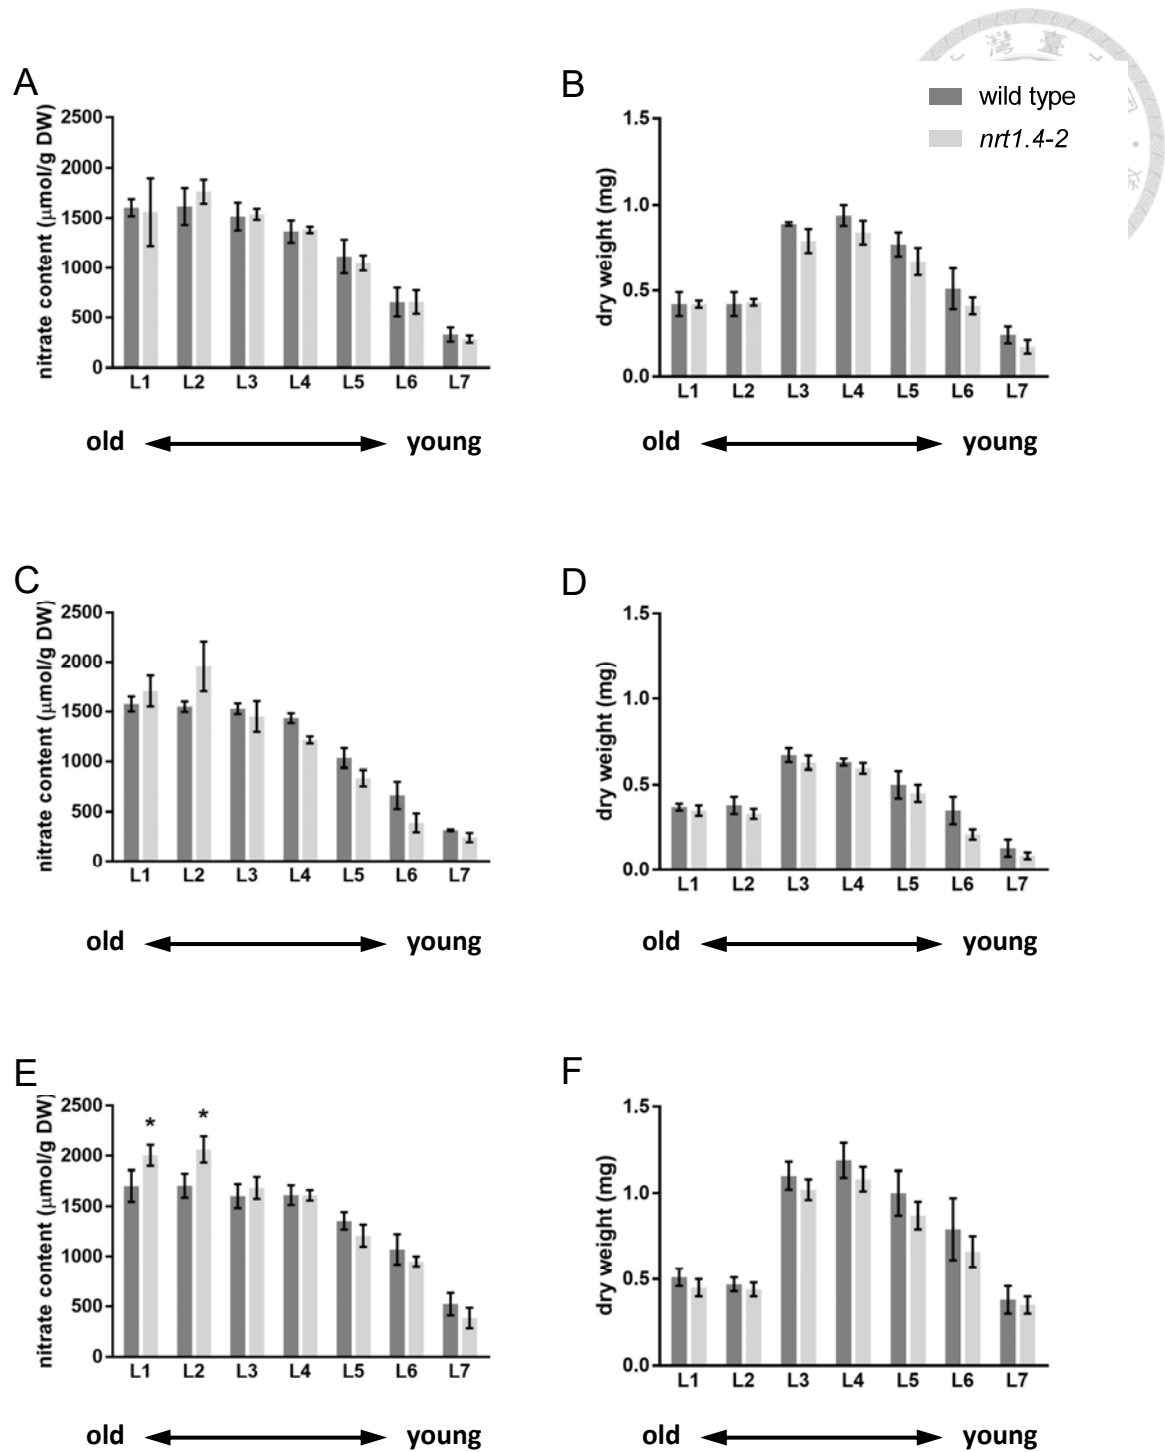 灣 臺
A
nitrate content (μmol/g DW)
2500
2000
1500
1000
500
0
L1 L2 L3 L4 L5 L6 L7
old young
B
wild type
nrt1.4-2
dry weight (mg)
1.5
1.0
0.5
0.0
L1 L2 L3 L4 L5 L6 L7
old young
C
nitrate content (μmol/g DW)
2500
2000
1500
1000
500
0
L1 L2 L3 L4 L5 L6 L7
old young
D
dry weight (mg)
1.5
1.0
0.5
0.0
L1 L2 L3 L4 L5 L6 L7
old young
E
nitrate content (μmol/g DW)
2500
2000
1500
1000
500
0
* *
L1 L2 L3 L4 L5 L6 L7
old young
F
dry weight (mg)
1.5
1.0
0.5
0.0
L1 L2 L3 L4 L5 L6 L7
old young